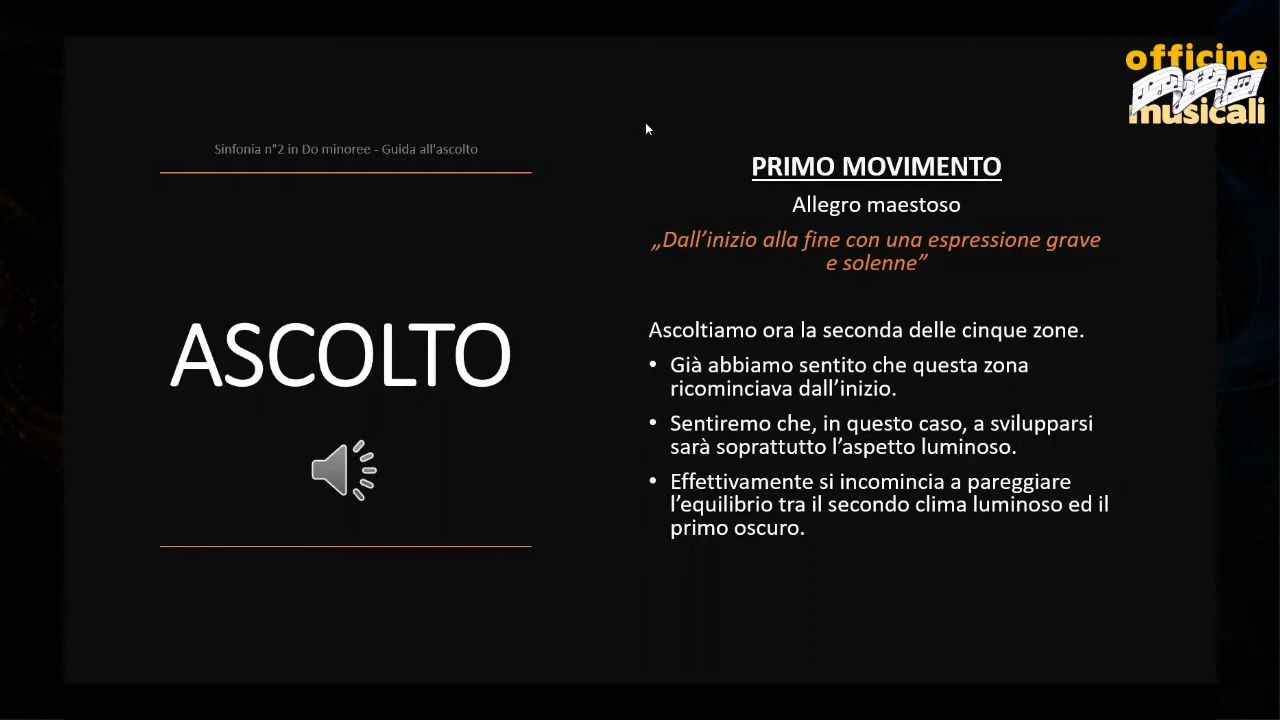 officine
musicali
Sinfonia n°2 in Do minoree - Guida all'ascolto
ASCOLTO
PRIMO MOVIMENTO
Allegro maestoso
„Dall’inizio alla fine con una espressione grave
e solenne”
Ascoltiamo ora la seconda delle cinque zone.
• Già abbiamo sentito che questa zona
ricominciava dall’inizio.
• Sentiremo che, in questo caso, a svilupparsi
sarà soprattutto l’aspetto luminoso.
• Effettivamente si incomincia a pareggiare
l’equilibrio tra il secondo clima luminoso ed il
primo oscuro.